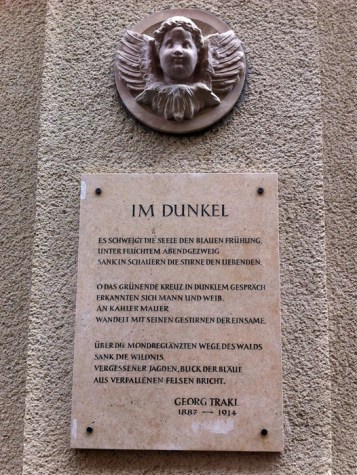 IM DUNKEL
ES SCHWEIGT DIE SEELE DEN BLAUEN FRÜHLING.
UNTER FEUCHTEM ABENDGEZWEIG
SANK IN SCHAUERN DIE STIRNE DEN LIEBENDEN.
O DAS GRÜNENDE KREUZ. IN DUNKLEM GESPRÄCH
ERKANNTEN SICH MANN UND WEIB.
AN KAHLER MAUER
WANDELT MIT SEINEN GESTIRNEN DER EINSAME.
ÜBER DIE MONDBEGLÄNZTEN WEGE DES WALDS
SANK DIE WILDNIS
VERGESSENER JAGDEN; BLICK DER BLÄUE
AUS VERFALLENEN FELSEN BRICHT.
GEORG TRAKL
1887 — 1914